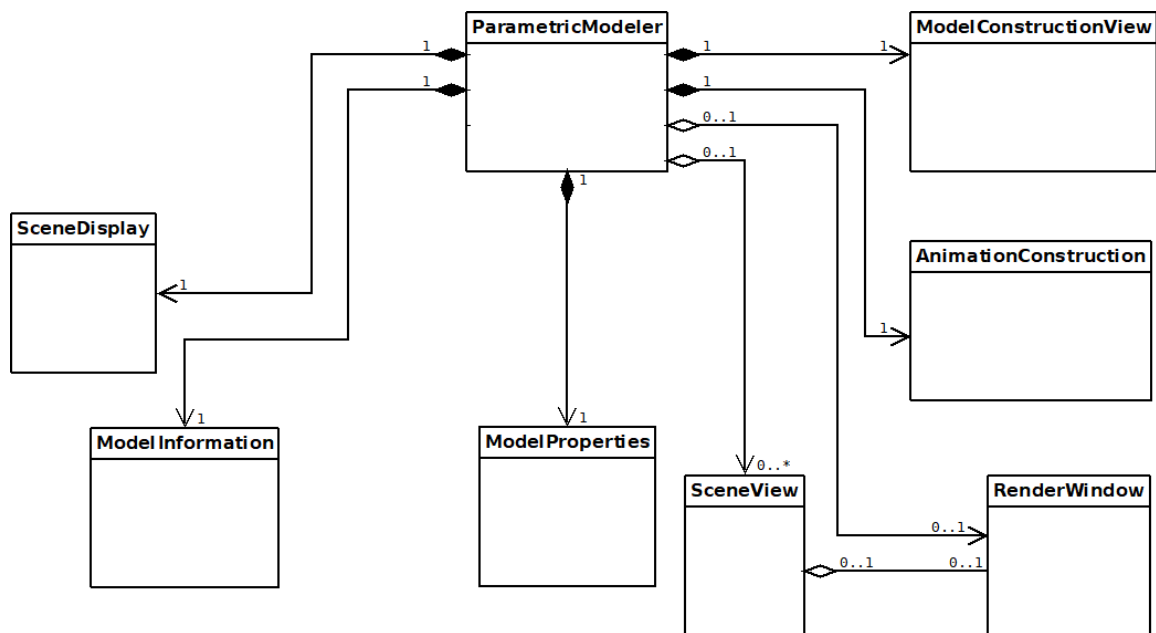 ParametricModeler
ModelConstructionView
1
1
1
1
1
1
0..1
0..1
1
SceneDisplay
AnimationConstruction
1
1
1
1
ModelInformation
ModelProperties
0..*
SceneView
RenderWindow
0..1
0..1
0..1